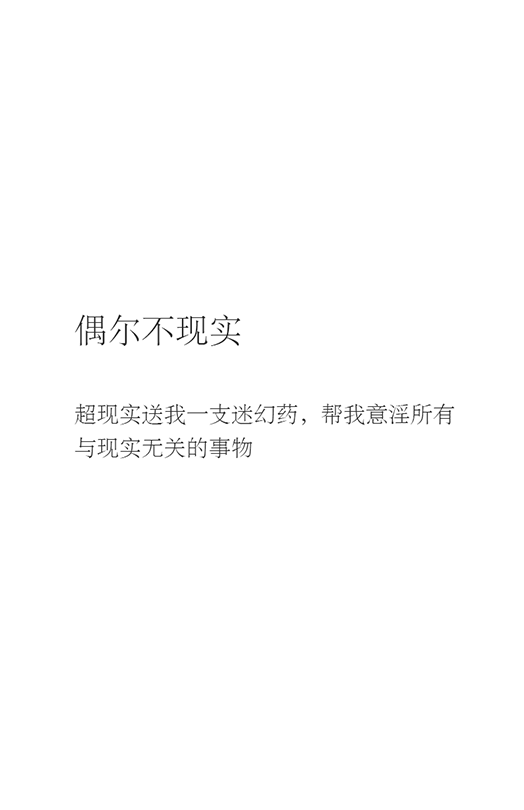 偶尔不现实
超现实送我一支迷幻药，帮我意淫所有
与现实无关的事物